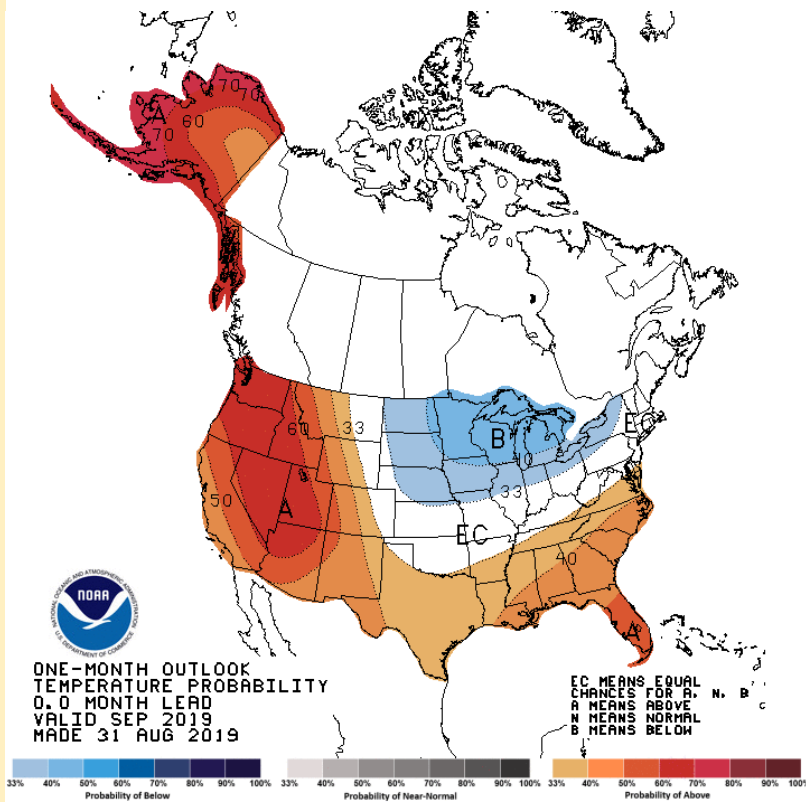 70
70
A
70
60
60
33
B
40
E
50
A
33
EC
40
A
NATIONAL OCEANIC AND ATMOSPHERIC ADMINISTRATION
NOAA
U.S. DEPARTMENT OF COMMERCE
ONE-MONTH OUTLOOK
TEMPERATURE PROBABILITY
0.0 MONTH LEAD
VALID SEP 2019
MADE 31 AUG 2019
EC MEANS EQUAL
CHANCES FOR A, N, B
A MEANS ABOVE
N MEANS NORMAL
B MEANS BELOW
33% 40% 50% 60% 70% 80% 90% 100% 33% 40% 50% 60% 70% 80% 90% 100% 33% 40% 50% 60% 70% 80% 90% 100%
Probability of Below Probability of Near-Normal Probability of Above